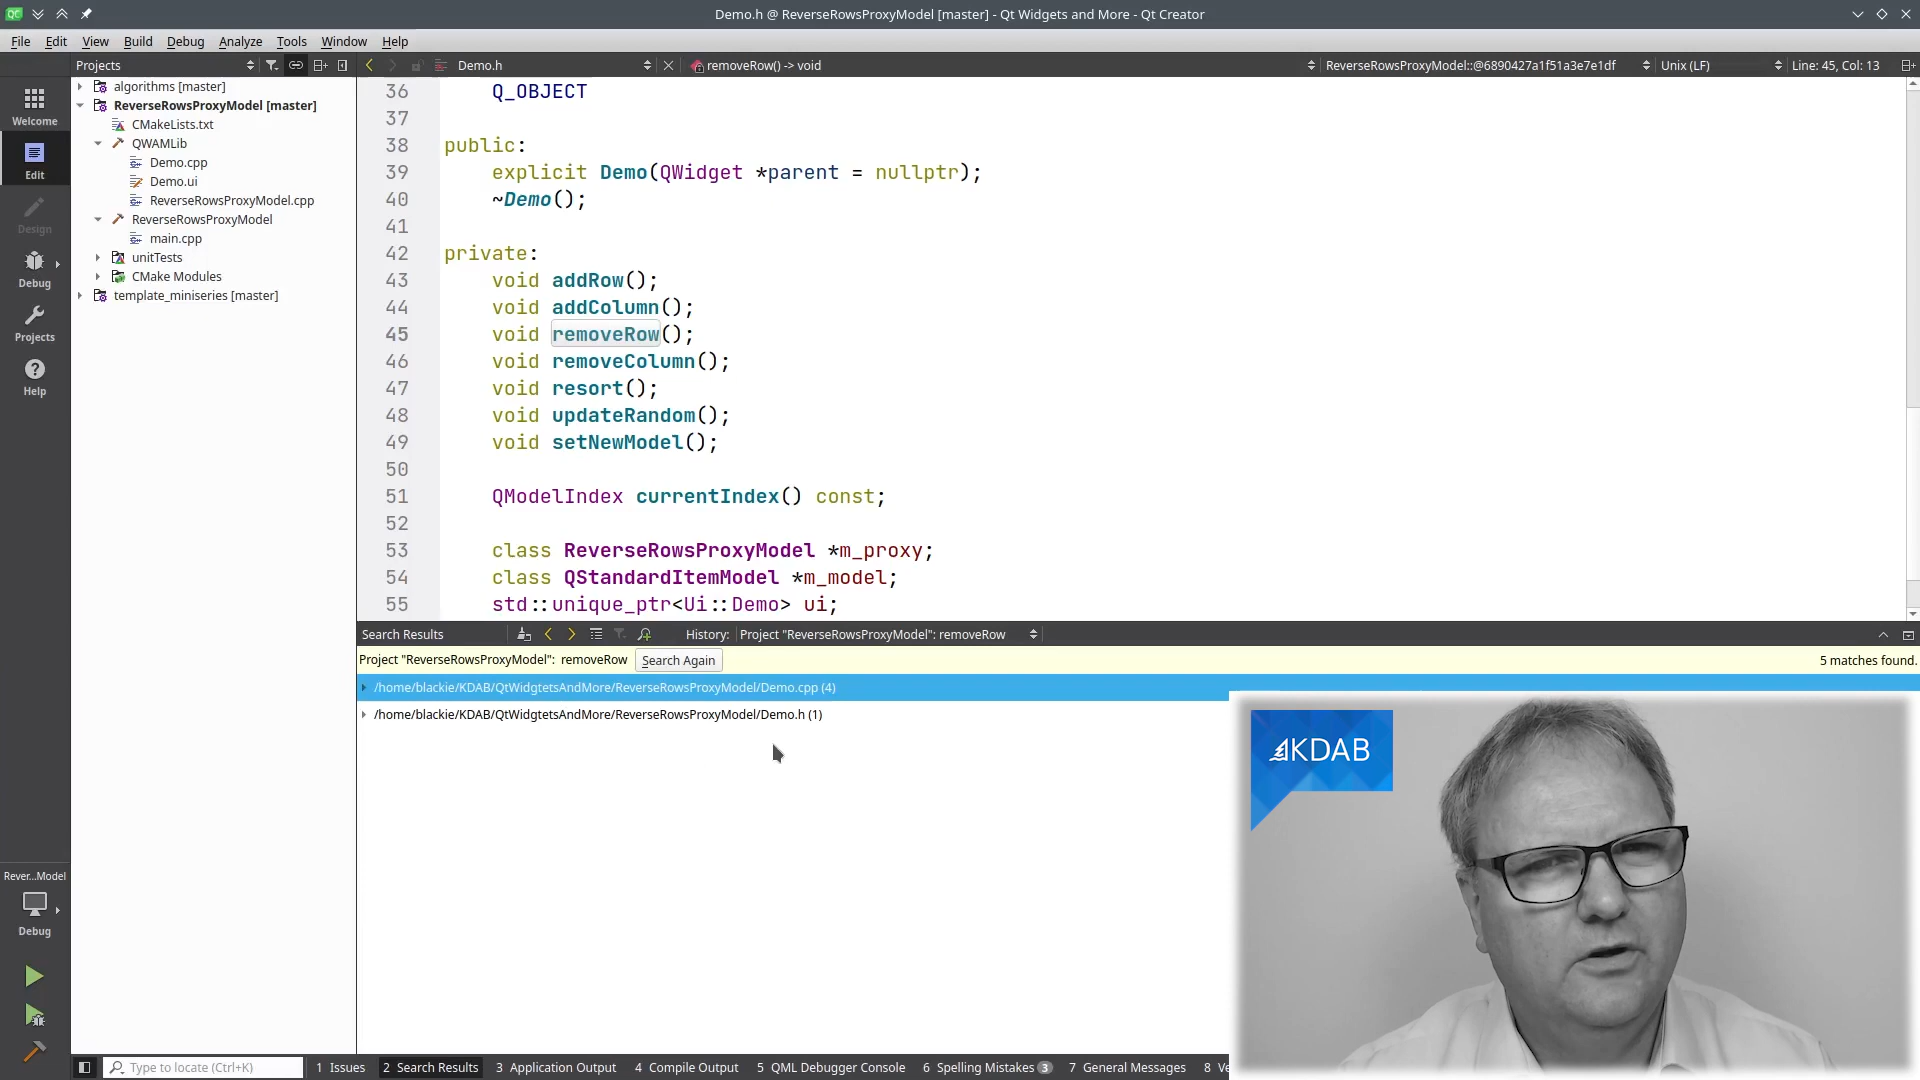 Demo.h @ ReverseRowsProxyModel [master] - Qt Widgets and More - Qt Creator
File Edit View Build Debug Analyze Tools Window Help
Projects
Demo.h
removeRow() -> void
ReverseRowsProxyModel::@6890427a1f51a3e7e1df
Unix (LF)
Line: 45, Col: 13
Welcome
Edit
Design
Debug
Projects
Help
algorithms [master]
ReverseRowsProxyModel [master]
CMakeLists.txt
QWAMLib
Demo.cpp
Demo.ui
ReverseRowsProxyModel.cpp
ReverseRowsProxyModel
main.cpp
unitTests
CMake Modules
template_miniseries [master]
36 Q_OBJECT
37
38 public:
39 explicit Demo(QWidget *parent = nullptr);
40 ~Demo();
41
42 private:
43 void addRow();
44 void addColumn();
45 void removeRow();
46 void removeColumn();
47 void resort();
48 void updateRandom();
49 void setNewModel();
50
51 QModelIndex currentIndex() const;
52
53 class ReverseRowsProxyModel *m_proxy;
54 class QStandardItemModel *m_model;
55 std::unique_ptr<Ui::Demo> ui;
Search Results
History: Project "ReverseRowsProxyModel": removeRow
Project "ReverseRowsProxyModel": removeRow Search Again
5 matches found.
/home/blackie/KDAB/QtWidgtetsAndMore/ReverseRowsProxyModel/Demo.cpp (4)
/home/blackie/KDAB/QtWidgtetsAndMore/ReverseRowsProxyModel/Demo.h (1)
KDAB
Rever...Model
Debug
Type to locate (Ctrl+K)
1 Issues 2 Search Results 3 Application Output 4 Compile Output 5 QML Debugger Console 6 Spelling Mistakes 3 7 General Messages 8 Ve